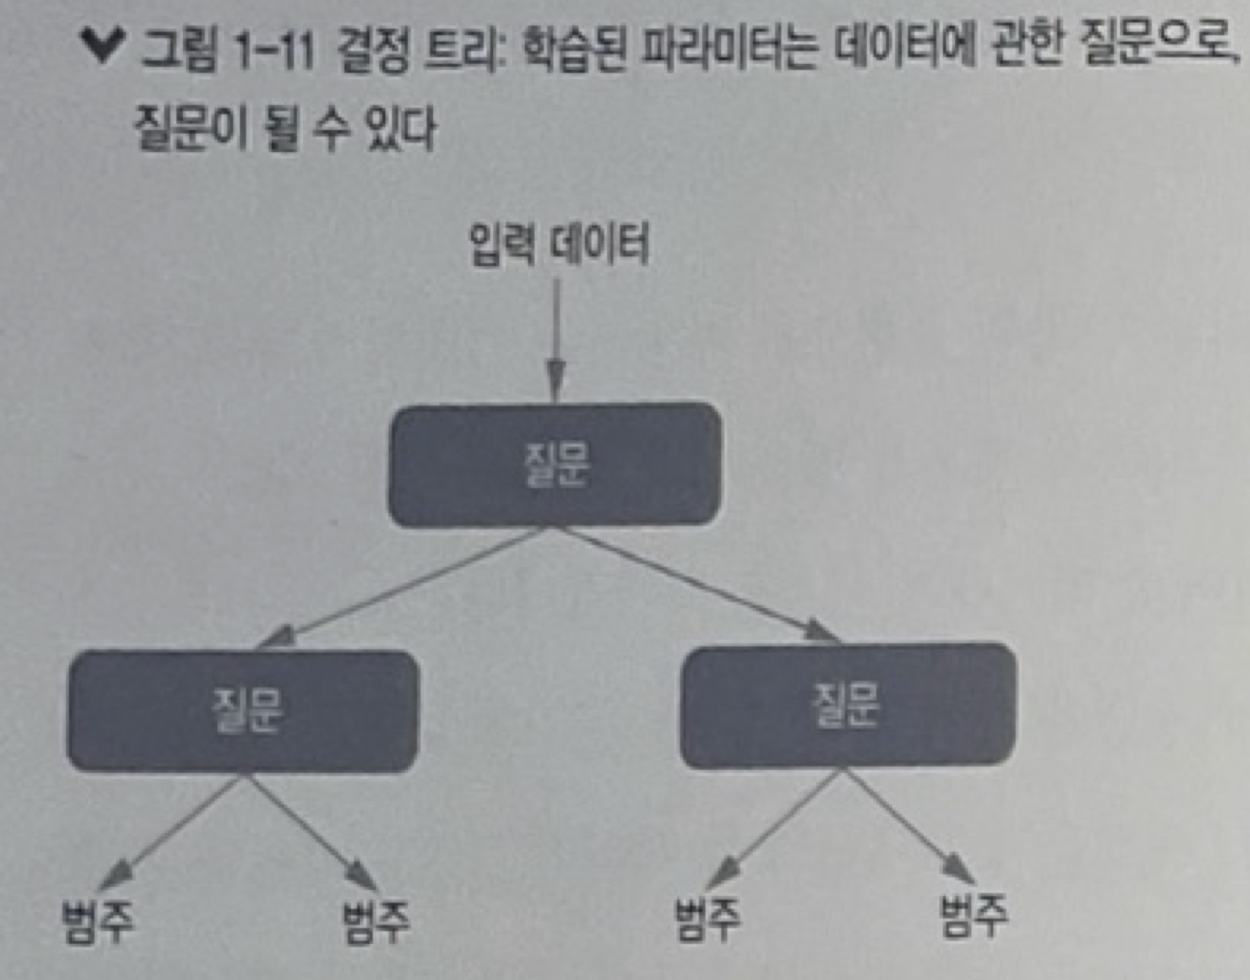 그림 1-11 결정 트리: 학습된 파라미터는 데이터에 관한 질문으로,
질문이 될 수 있다
입력 데이터
질문
질문 질문
범주 범주 범주 범주